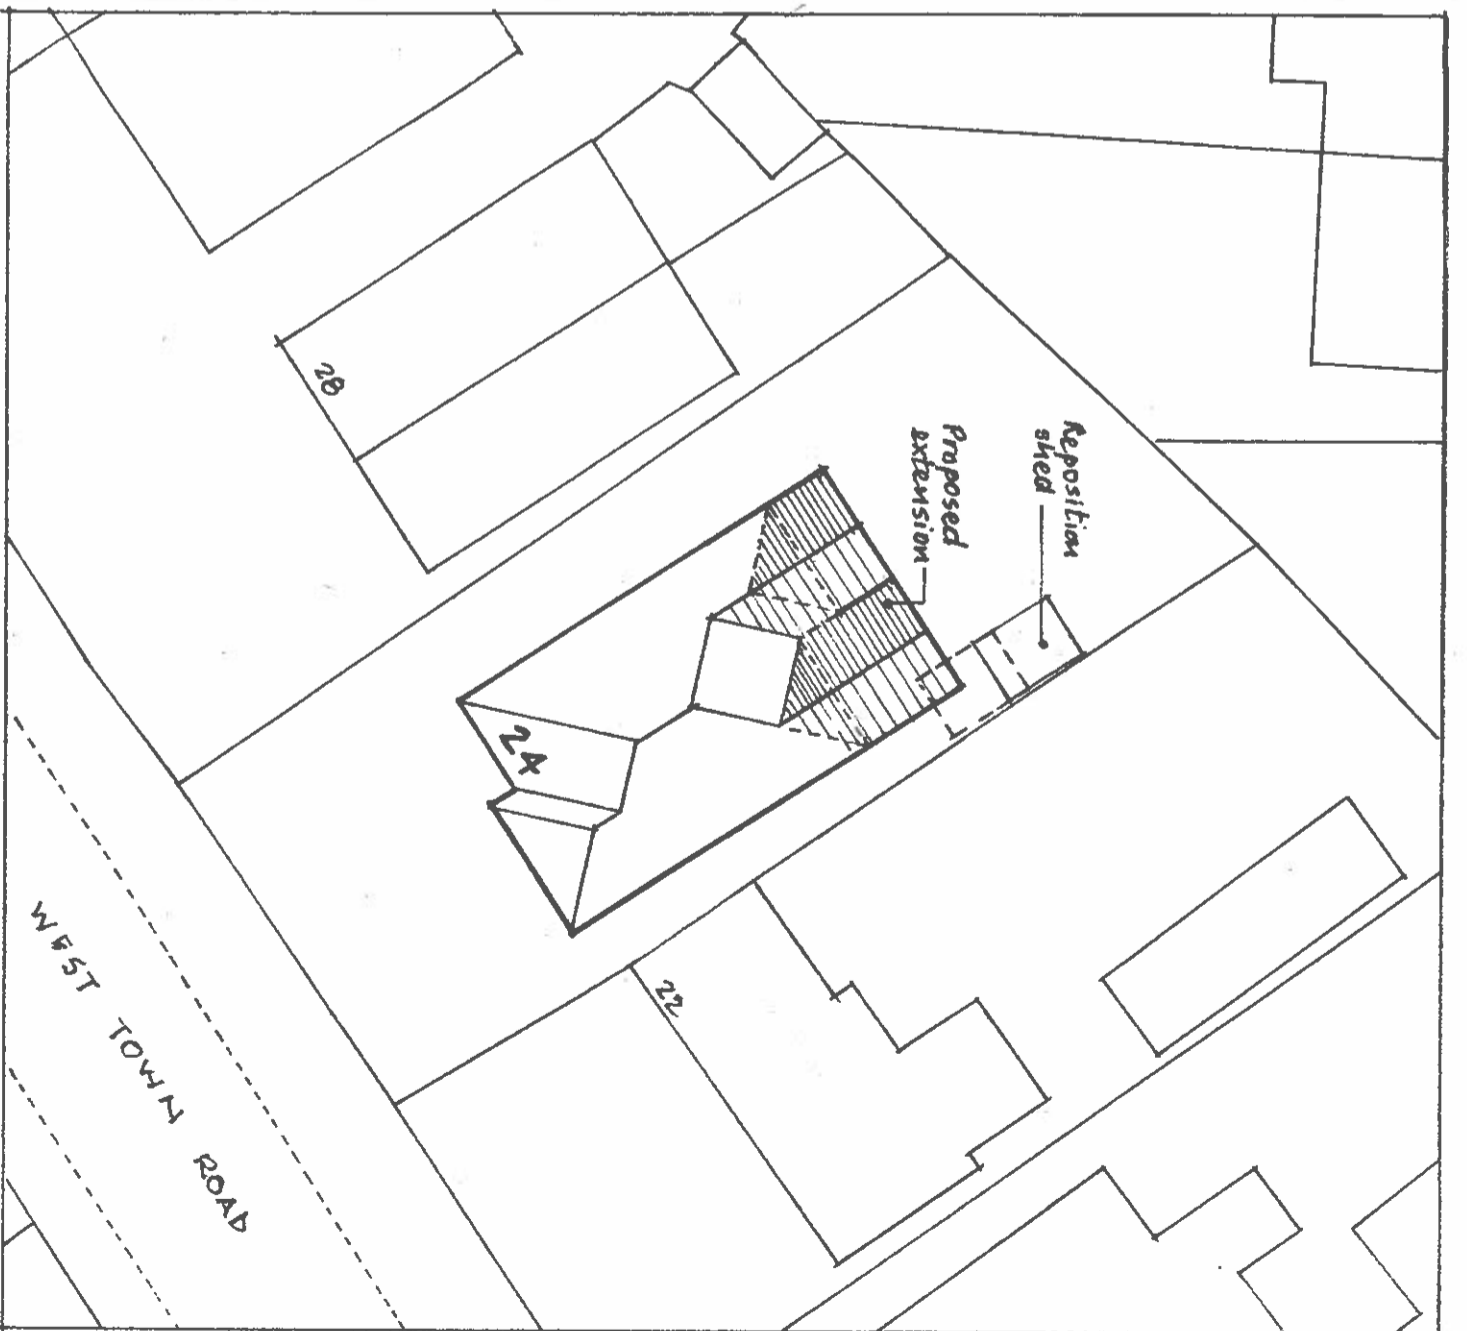 Reposition
shed
Proposed
extension
28
24
22
WEST TOWN ROAD